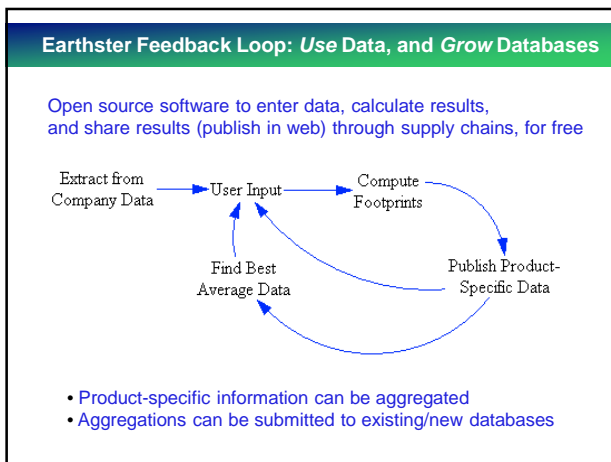 Earthster Feedback Loop: Use Data, and Grow Databases
Open source software to enter data, calculate results,
and share results (publish in web) through supply chains, for free
Extract from
Company Data
User Input
Compute
Footprints
Find Best
Average Data
Publish Product-
Specific Data
• Product-specific information can be aggregated
• Aggregations can be submitted to existing/new databases